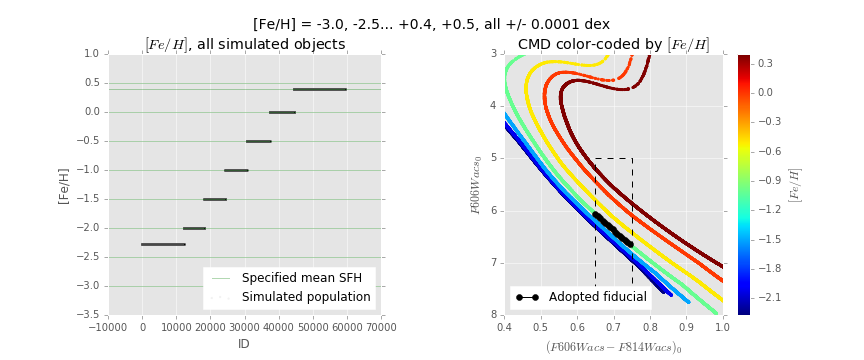 [Fe/H] = -3.0, -2.5... +0.4, +0.5, all +/- 0.0001 dex
[Fe/H], all simulated objects
1.0
0.5
0.0
−0.5
−1.0
−1.5
−2.0
−2.5
−3.0
−3.5
[Fe/H]
Specified mean SFH
Simulated population
−10000 0 10000 20000 30000 40000 50000 60000 70000
ID
CMD color-coded by [Fe/H]
3
4
5
6
7
8
F606Wacs₀
Adopted fiducial
0.4 0.5 0.6 0.7 0.8 0.9 1.0
(F606Wacs − F814Wacs)₀
0.3
0.0
−0.3
−0.6
−0.9
−1.2
−1.5
−1.8
−2.1
[Fe/H]